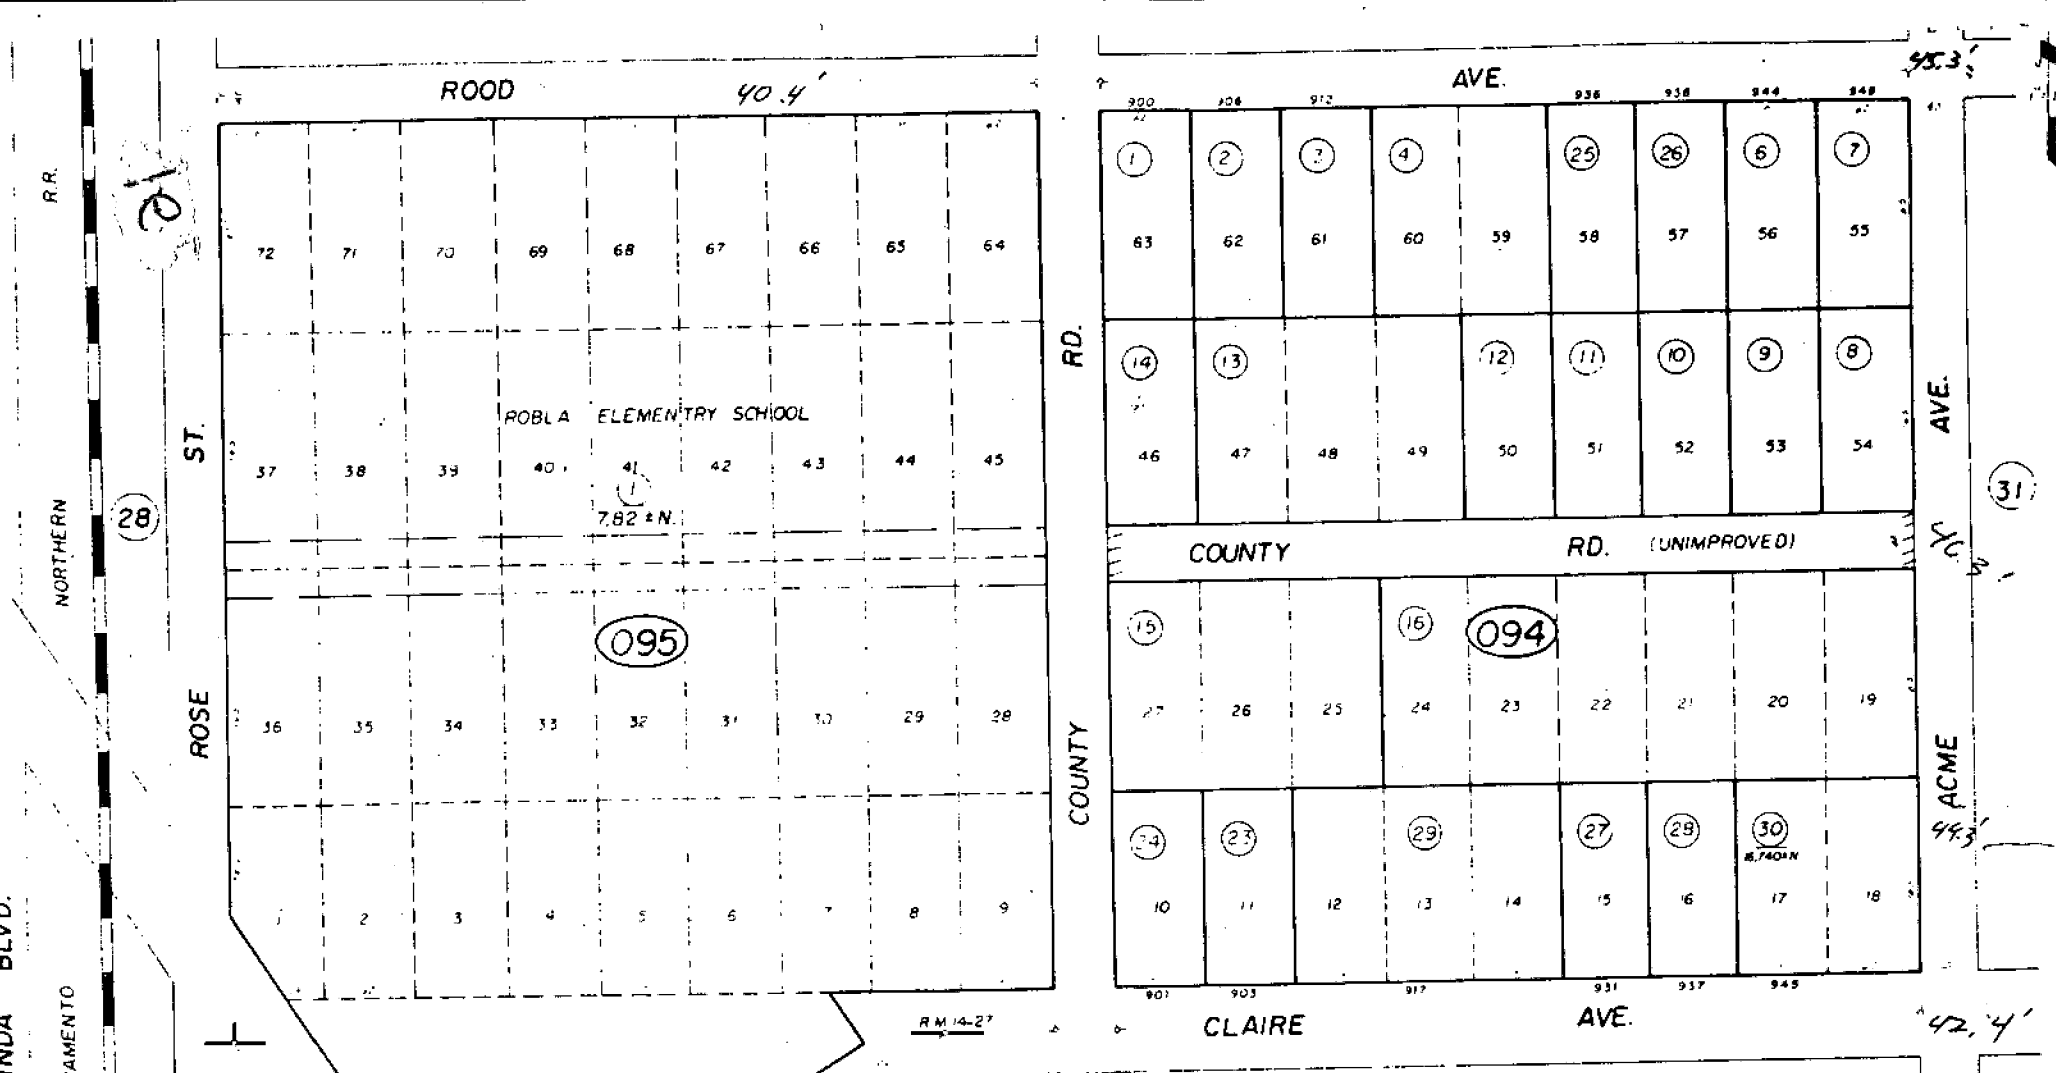 45.3'
ROOD 40.4' AVE.
900 906 912 936 938 944 948
R.R.
1 2 3 4 25 26 6 7
72 71 70 69 68 67 66 65 64
63 62 61 60 59 58 57 56 55
RD.
14 13 12 11 10 9 8
ST.
ROBLA ELEMENTRY SCHOOL
AVE.
37 38 39 40 41 42 43 44 45
46 47 48 49 50 51 52 53 54
1
7.82 ± N.
28
31
NORTHERN
COUNTY RD. (UNIMPROVED)
15 16
095
094
ROSE
36 35 34 33 32 31 30 29 28
27 26 25 24 23 22 21 20 19
COUNTY
ACME
24 23 29 27 28 30
16,740±N
44.3'
1 2 3 4 5 6 7 8 9
10 11 12 13 14 15 16 17 18
BLVD.
901 903 917 931 937 945
RM 14-27
CLAIRE AVE.
42.4'